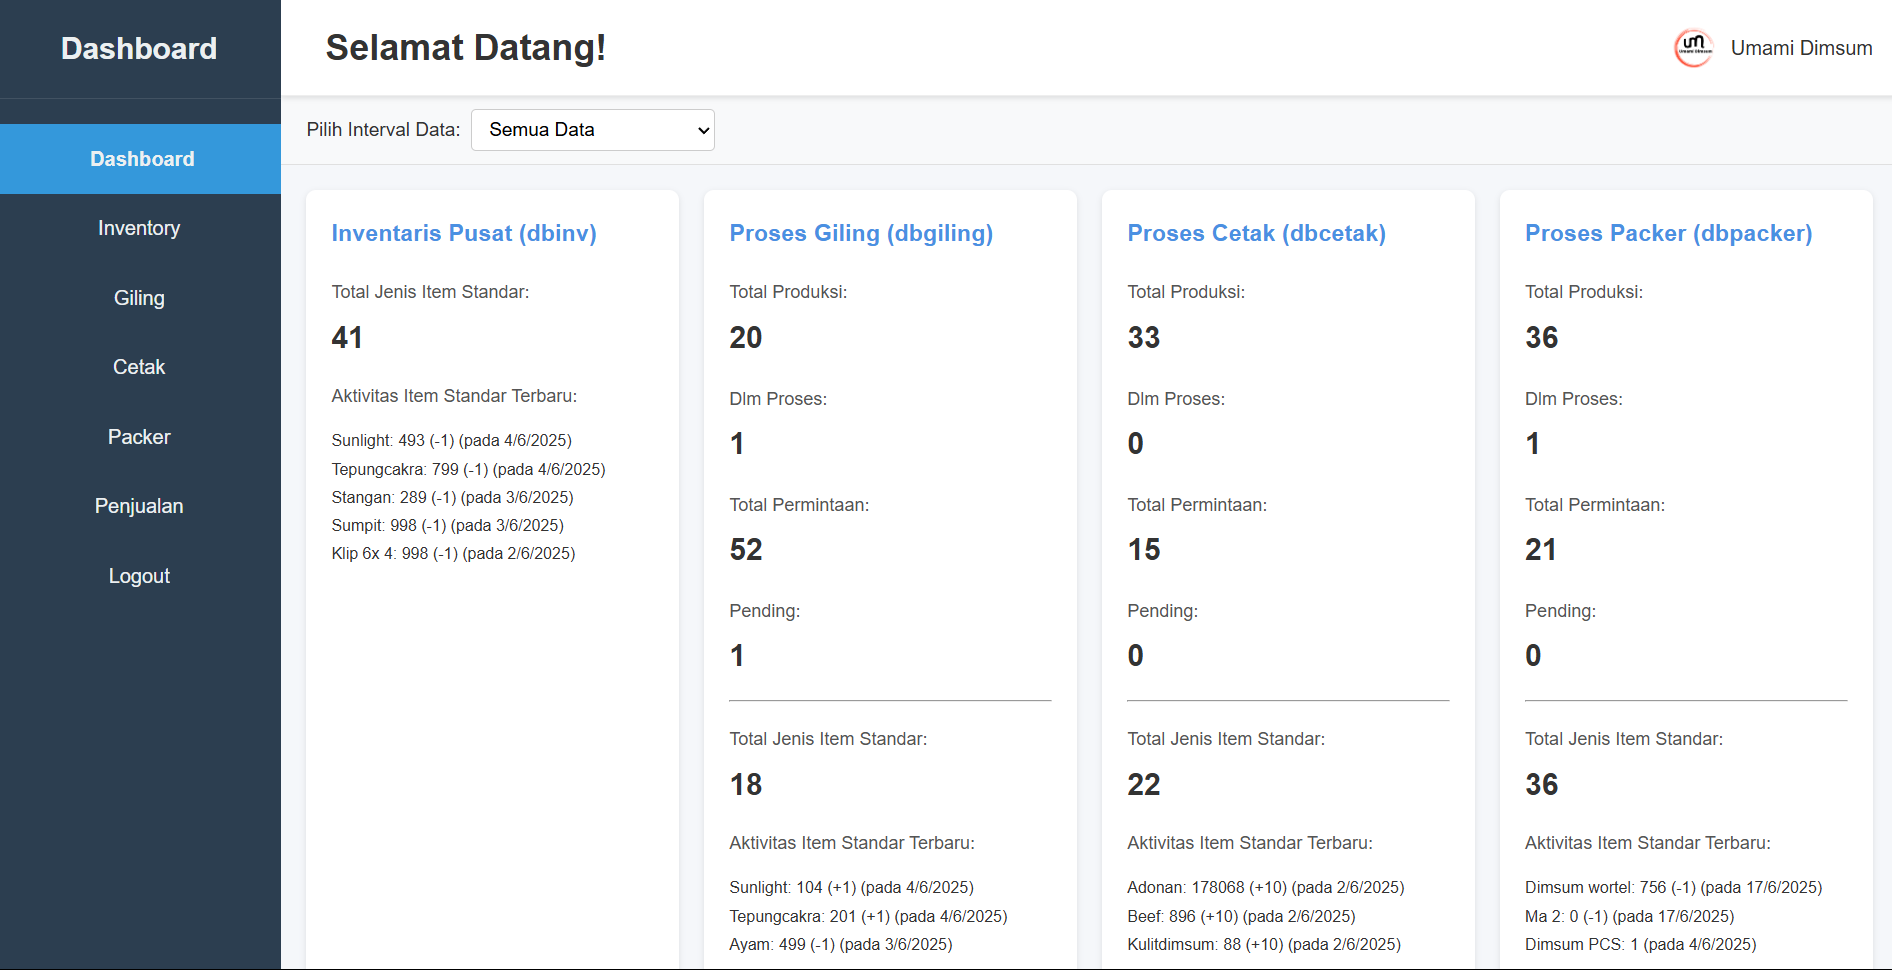 Dashboard
Selamat Datang!
um
Umami Dimsum
Umami Dimsum
Pilih Interval Data:
Semua Data
Dashboard
Inventory
Giling
Cetak
Packer
Penjualan
Logout
Inventaris Pusat (dbinv)
Total Jenis Item Standar:
41
Aktivitas Item Standar Terbaru:
Sunlight: 493 (-1) (pada 4/6/2025)
Tepungcakra: 799 (-1) (pada 4/6/2025)
Stangan: 289 (-1) (pada 3/6/2025)
Sumpit: 998 (-1) (pada 3/6/2025)
Klip 6x 4: 998 (-1) (pada 2/6/2025)
Proses Giling (dbgiling)
Total Produksi:
20
Dlm Proses:
1
Total Permintaan:
52
Pending:
1
Total Jenis Item Standar:
18
Aktivitas Item Standar Terbaru:
Sunlight: 104 (+1) (pada 4/6/2025)
Tepungcakra: 201 (+1) (pada 4/6/2025)
Ayam: 499 (-1) (pada 3/6/2025)
Proses Cetak (dbcetak)
Total Produksi:
33
Dlm Proses:
0
Total Permintaan:
15
Pending:
0
Total Jenis Item Standar:
22
Aktivitas Item Standar Terbaru:
Adonan: 178068 (+10) (pada 2/6/2025)
Beef: 896 (+10) (pada 2/6/2025)
Kulitdimsum: 88 (+10) (pada 2/6/2025)
Proses Packer (dbpacker)
Total Produksi:
36
Dlm Proses:
1
Total Permintaan:
21
Pending:
0
Total Jenis Item Standar:
36
Aktivitas Item Standar Terbaru:
Dimsum wortel: 756 (-1) (pada 17/6/2025)
Ma 2: 0 (-1) (pada 17/6/2025)
Dimsum PCS: 1 (pada 4/6/2025)